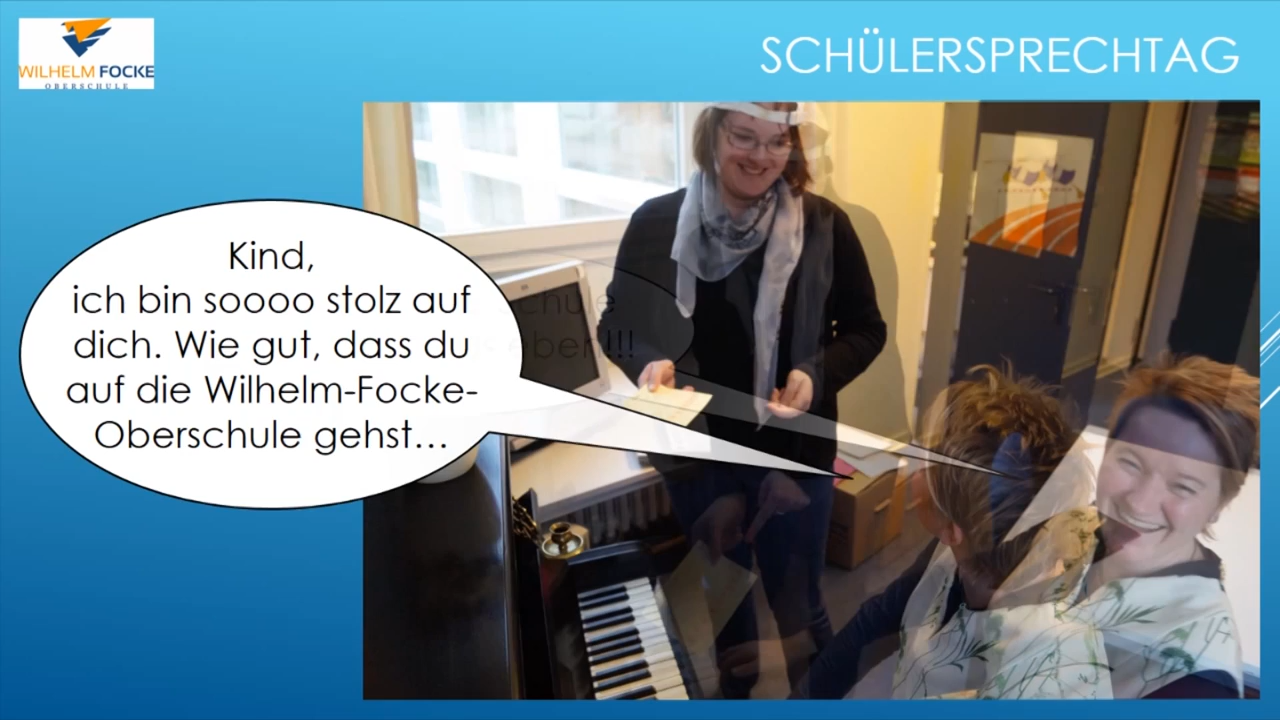 WILHELM FOCKE
OBERSCHULE
SCHÜLERSPRECHTAG
Kind,
ich bin soooo stolz auf
dich. Wie gut, dass du
auf die Wilhelm-Focke-
Oberschule gehst…